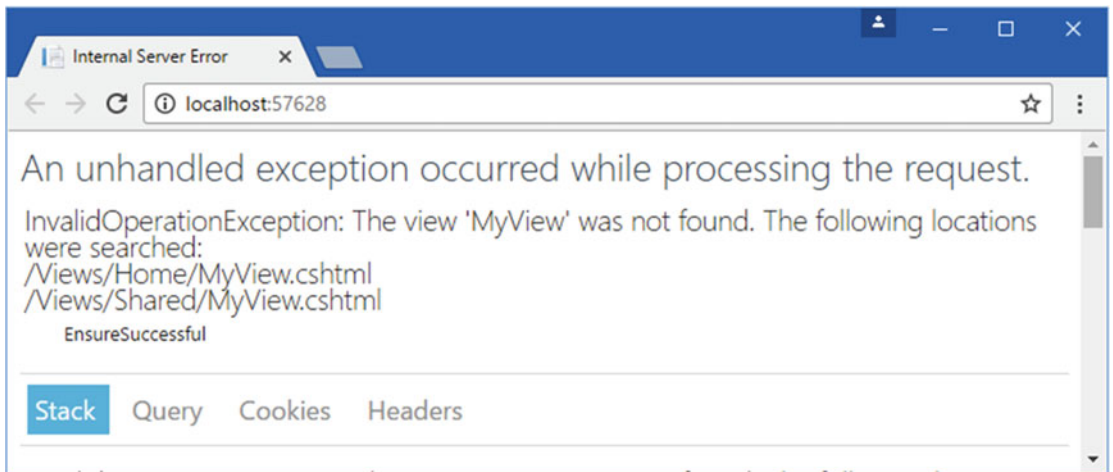 Internal Server Error
localhost:57628
An unhandled exception occurred while processing the request.
InvalidOperationException: The view 'MyView' was not found. The following locations
were searched:
/Views/Home/MyView.cshtml
/Views/Shared/MyView.cshtml
EnsureSuccessful
Stack Query Cookies Headers